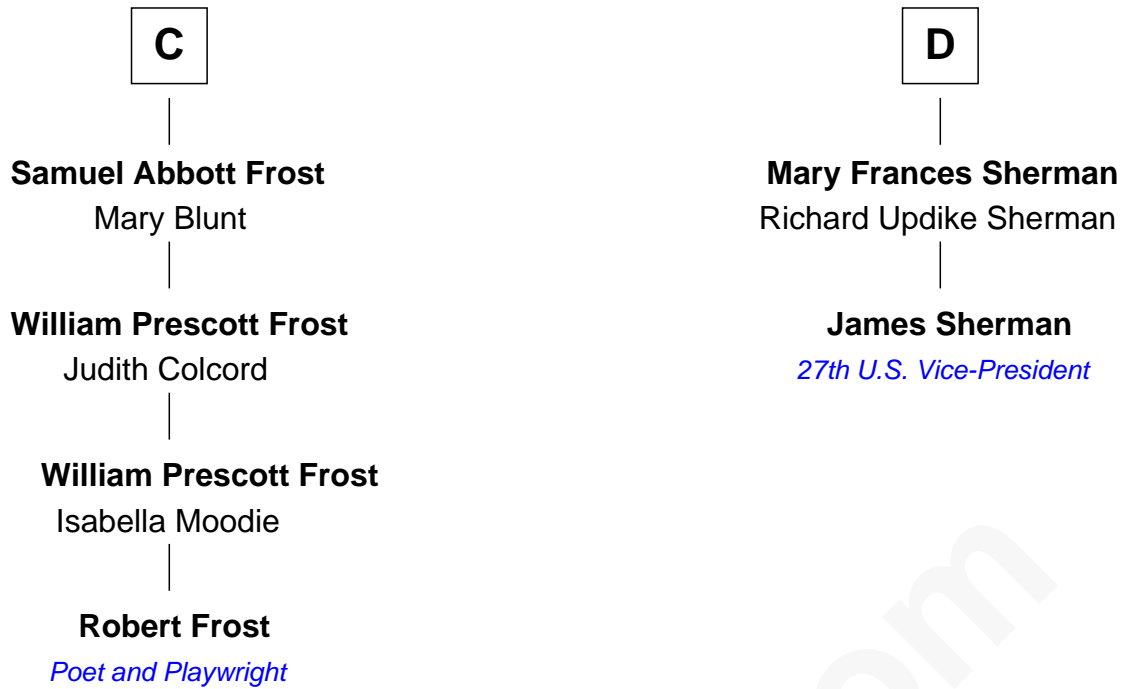 C
Samuel Abbott Frost
Mary Blunt
William Prescott Frost
Judith Colcord
William Prescott Frost
Isabella Moodie
Robert Frost
Poet and Playwright
D
Mary Frances Sherman
Richard Updike Sherman
James Sherman
27th U.S. Vice-President
om